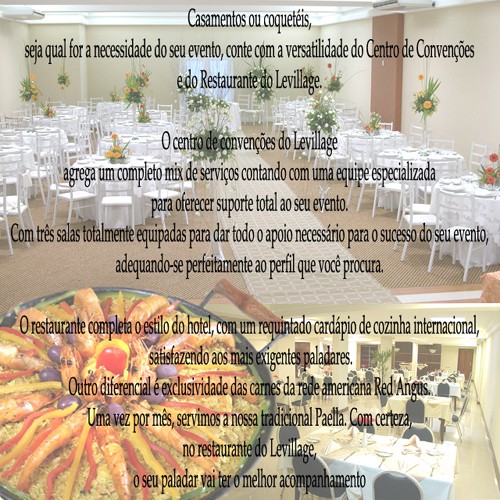 Casamentos ou coquetéis,
seja qual for a necessidade do seu evento, conte com a versatilidade do Centro de Convenções
e do Restaurante do Levillage.
O centro de convenções do Levillage
agrega um completo mix de serviços contando com uma equipe especializada
para oferecer suporte total ao seu evento.
Com três salas totalmente equipadas para dar todo o apoio necessário para o sucesso do seu evento,
adequando-se perfeitamente ao perfil que você procura.
O restaurante completa o estilo do hotel, com um requintado cardápio de cozinha internacional,
satisfazendo aos mais exigentes paladares.
Outro diferencial é exclusividade das carnes da rede americana Red Angus.
Uma vez por mês, servimos a nossa tradicional Paella. Com certeza,
no restaurante do Levillage,
o seu paladar vai ter o melhor acompanhamento